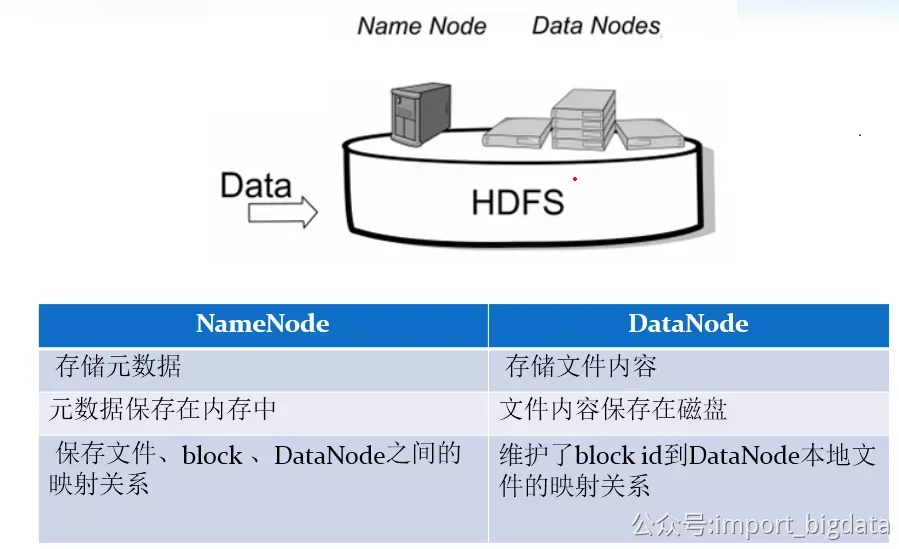 Name Node Data Nodes
Data
HDFS
NameNode DataNode
存储元数据 存储文件内容
元数据保存在内存中 文件内容保存在磁盘
保存文件、block 、DataNode之间的 维护了block id到DataNode本地文
映射关系 件的映射关系
公众号:import_bigdata